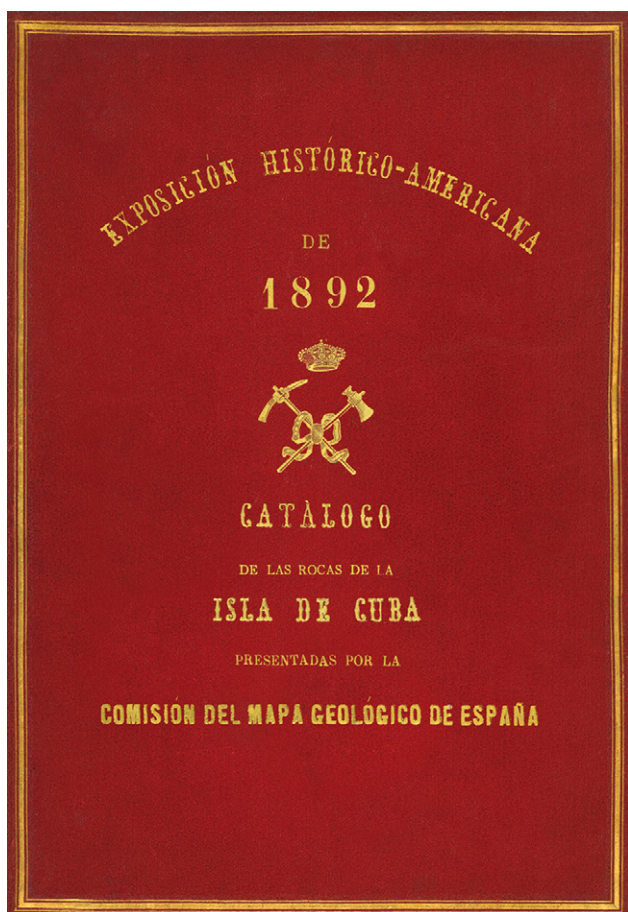 EXPOSICIÓN HISTÓRICO-AMERICANA
DE
1892
CATÀLOGO
DE LAS ROCAS DE LA
ISLA DE CUBA
PRESENTADAS POR LA
COMISIÓN DEL MAPA GEOLÓGICO DE ESPAÑA